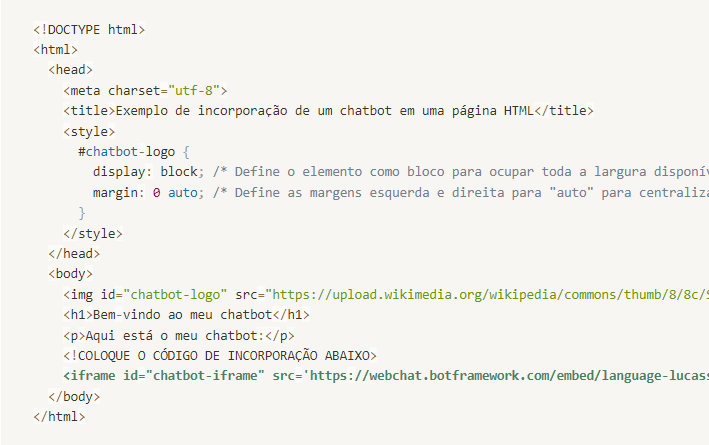 <!DOCTYPE html>
<html>
<head>
<meta charset="utf-8">
<title>Exemplo de incorporação de um chatbot em uma página HTML</title>
<style>
#chatbot-logo {
display: block; /* Define o elemento como bloco para ocupar toda a largura
margin: 0 auto; /* Define as margens esquerda e direita para "auto" para
}
</style>
</head>
<body>
<img id="chatbot-logo" src="https://upload.wikimedia.org/wikipedia/commons/thumb/8/8c/
<h1>Bem-vindo ao meu chatbot</h1>
<p>Aqui está o meu chatbot:</p>
<!COLOQUE O CÓDIGO DE INCORPORAÇÃO ABAIXO>
<iframe id="chatbot-iframe" src='https://webchat.botframework.com/embed/language-lucas
</body>
</html>